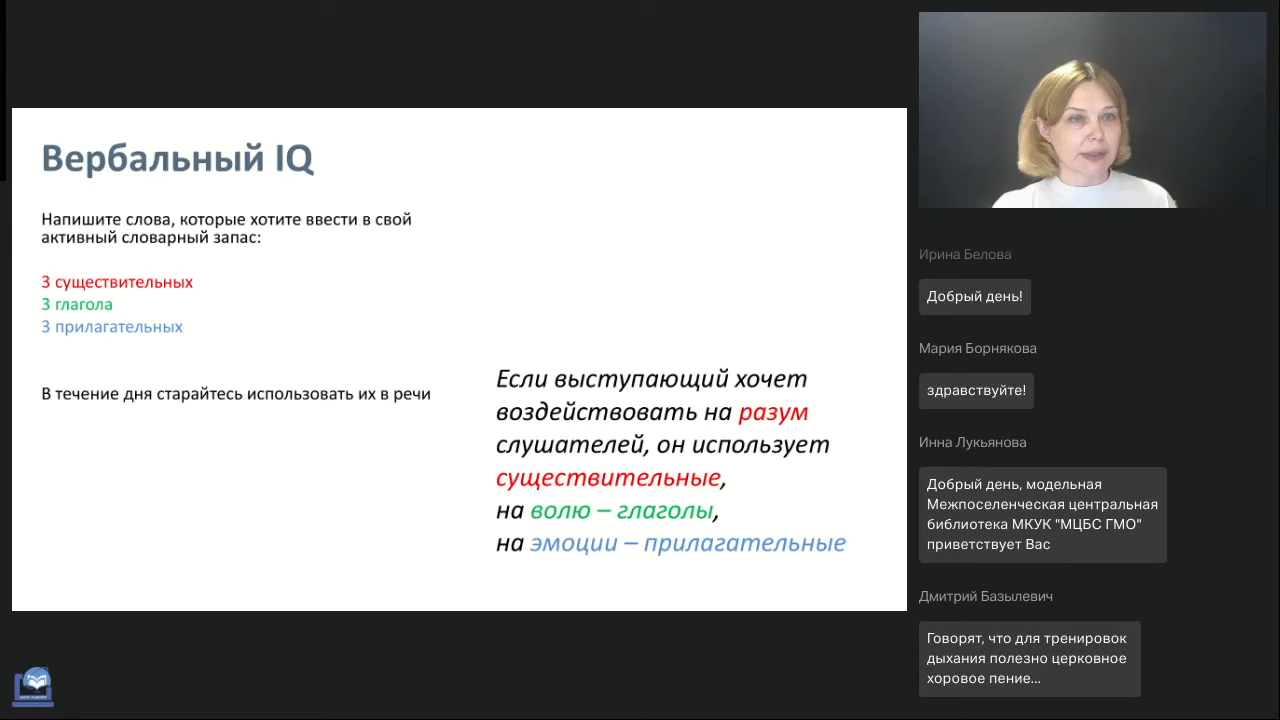 Вербальный IQ
Напишите слова, которые хотите ввести в свой
активный словарный запас:
3 существительных
3 глагола
3 прилагательных
В течение дня старайтесь использовать их в речи
Если выступающий хочет
воздействовать на разум
слушателей, он использует
существительные,
на волю – глаголы,
на эмоции – прилагательные
Ирина Белова
Добрый день!
Мария Борнякова
здравствуйте!
Инна Лукьянова
Добрый день, модельная
Межпоселенческая центральная
библиотека МКУК "МЦБС ГМО"
приветствует Вас
Дмитрий Базылевич
Говорят, что для тренировок
дыхания полезно церковное
хоровое пение...